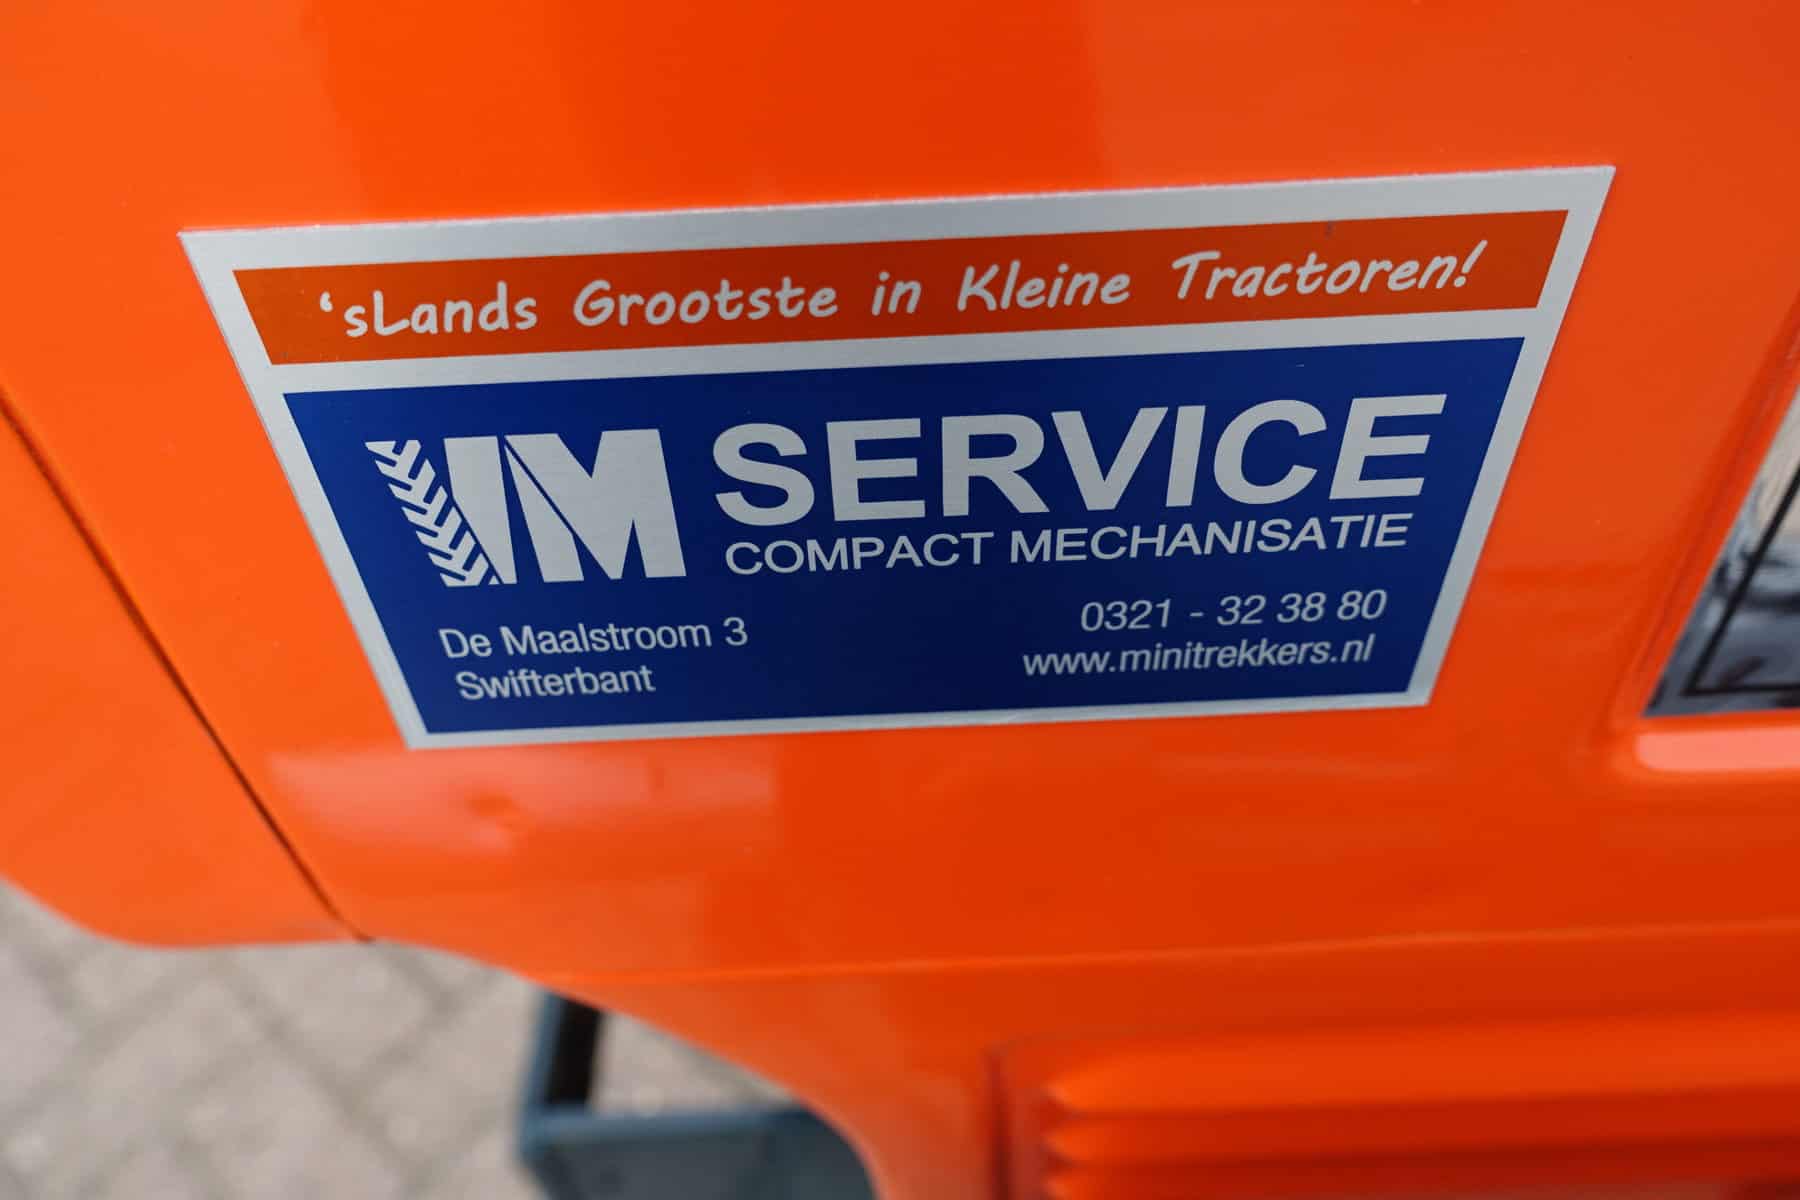 ‘sLands Grootste in Kleine Tractoren!
IM SERVICE
COMPACT MECHANISATIE
De Maalstroom 3
Swifterbant
0321 - 32 38 80
www.minitrekkers.nl